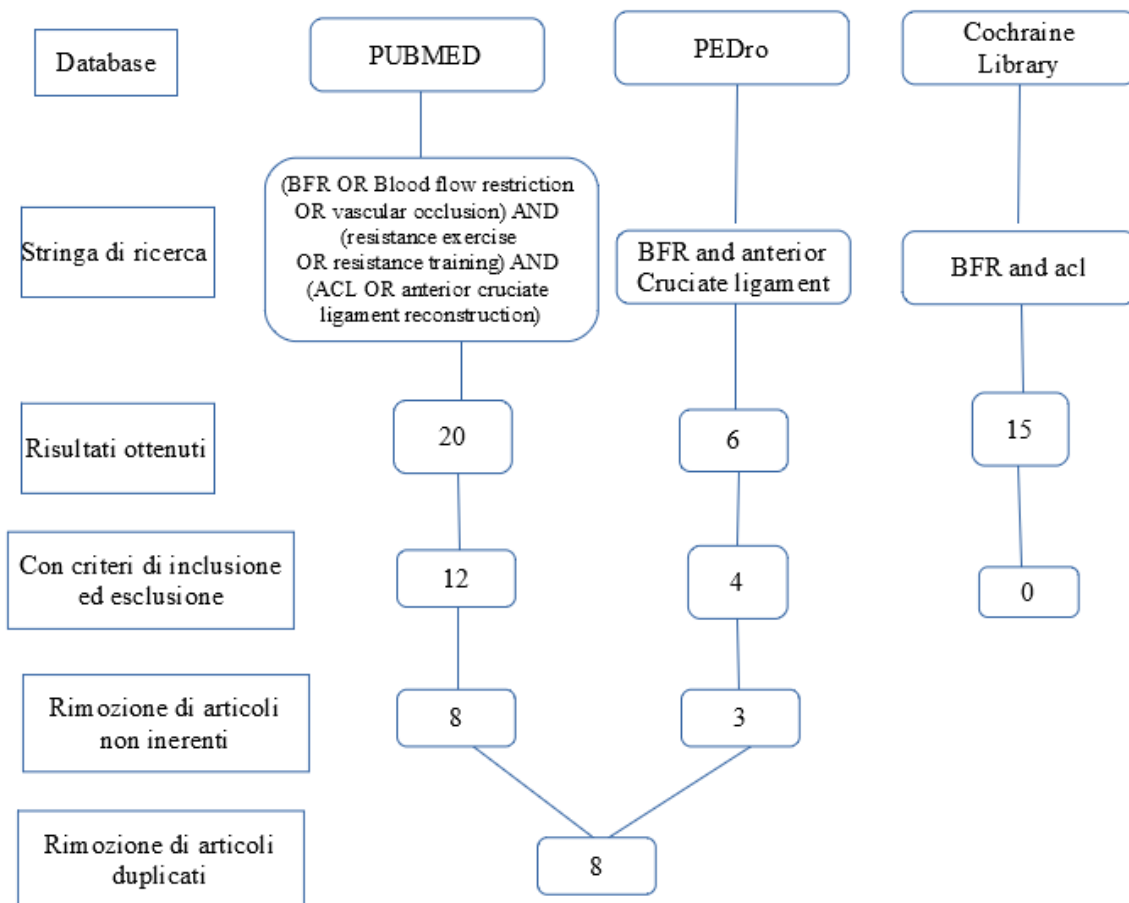 Database
PUBMED
PEDro
Cochraine
Library
Stringa di ricerca
(BFR OR Blood flow restriction
OR vascular occlusion) AND
(resistance exercise
OR resistance training) AND
(ACL OR anterior cruciate
ligament reconstruction)
BFR and anterior
Cruciate ligament
BFR and acl
Risultati ottenuti
20
6
15
Con criteri di inclusione
ed esclusione
12
4
0
Rimozione di articoli
non inerenti
8
3
Rimozione di articoli
duplicati
8